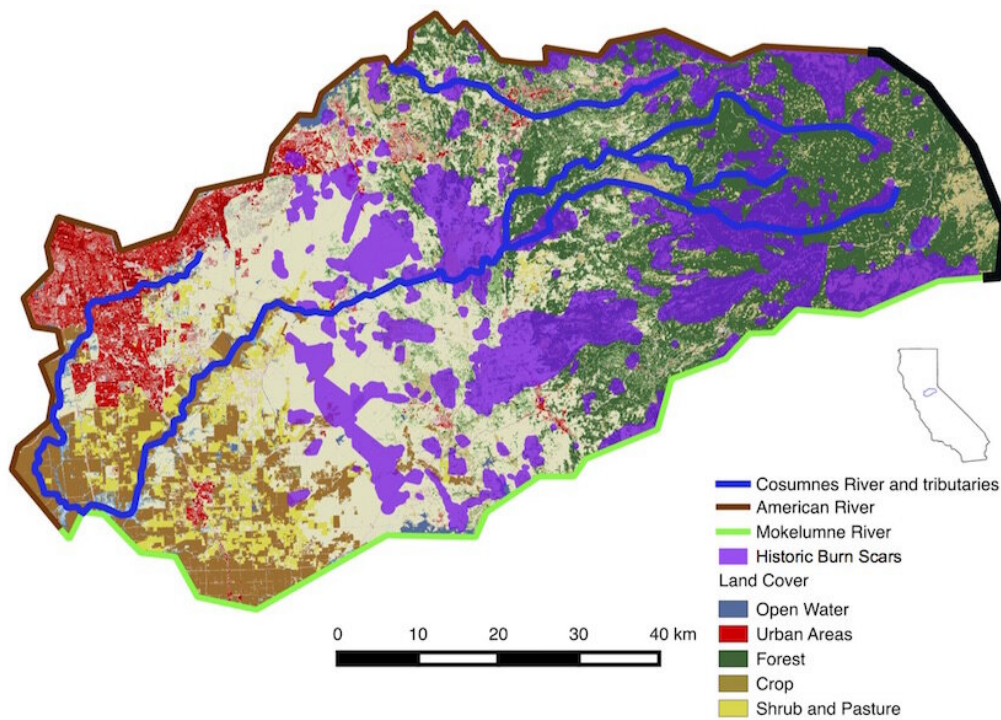 Cosumnes River and tributaries
American River
Mokelumne River
Historic Burn Scars
Land Cover
Open Water
Urban Areas
Forest
Crop
Shrub and Pasture
0 10 20 30 40 km